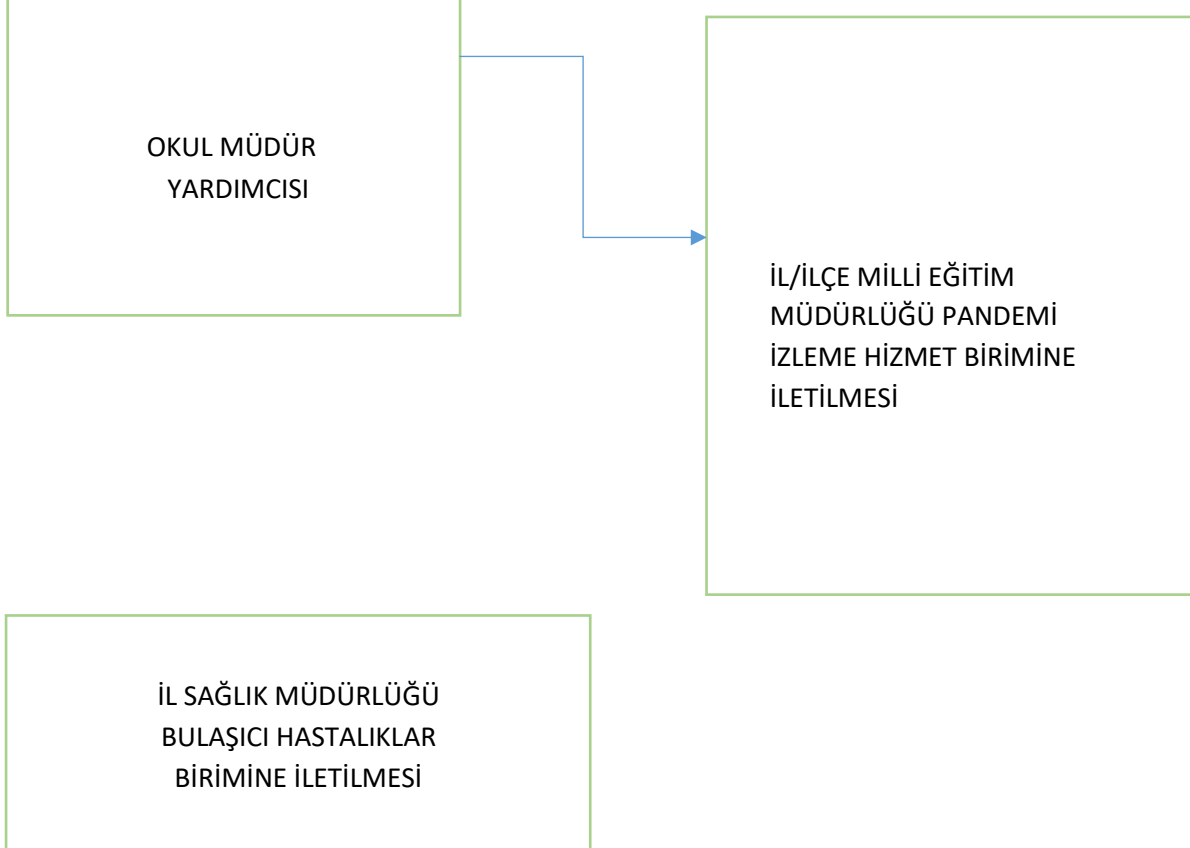 OKUL MÜDÜR
YARDIMCISI
İL/İLÇE MİLLİ EĞİTİM
MÜDÜRLÜĞÜ PANDEMİ
İZLEME HİZMET BİRİMİNE
İLETİLMESİ
İL SAĞLIK MÜDÜRLÜĞÜ
BULAŞICI HASTALIKLAR
BİRİMİNE İLETİLMESİ